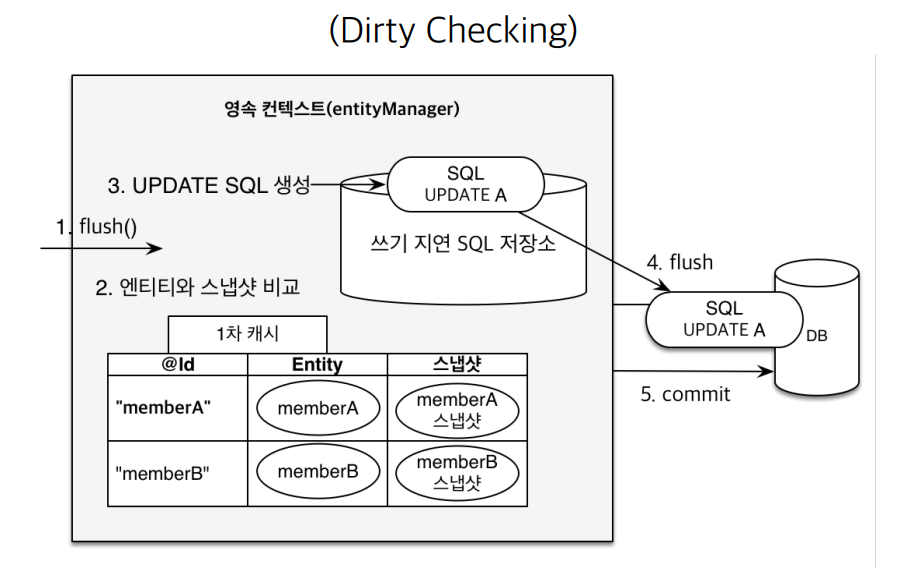 (Dirty Checking)
영속 컨텍스트(entityManager)
3. UPDATE SQL 생성
SQL
UPDATE A
1. flush()
쓰기 지연 SQL 저장소
4. flush
2. 엔티티와 스냅샷 비교
SQL
UPDATE A
DB
1차 캐시
@Id Entity 스냅샷
5. commit
"memberA" memberA memberA
스냅샷
"memberB" memberB memberB
스냅샷